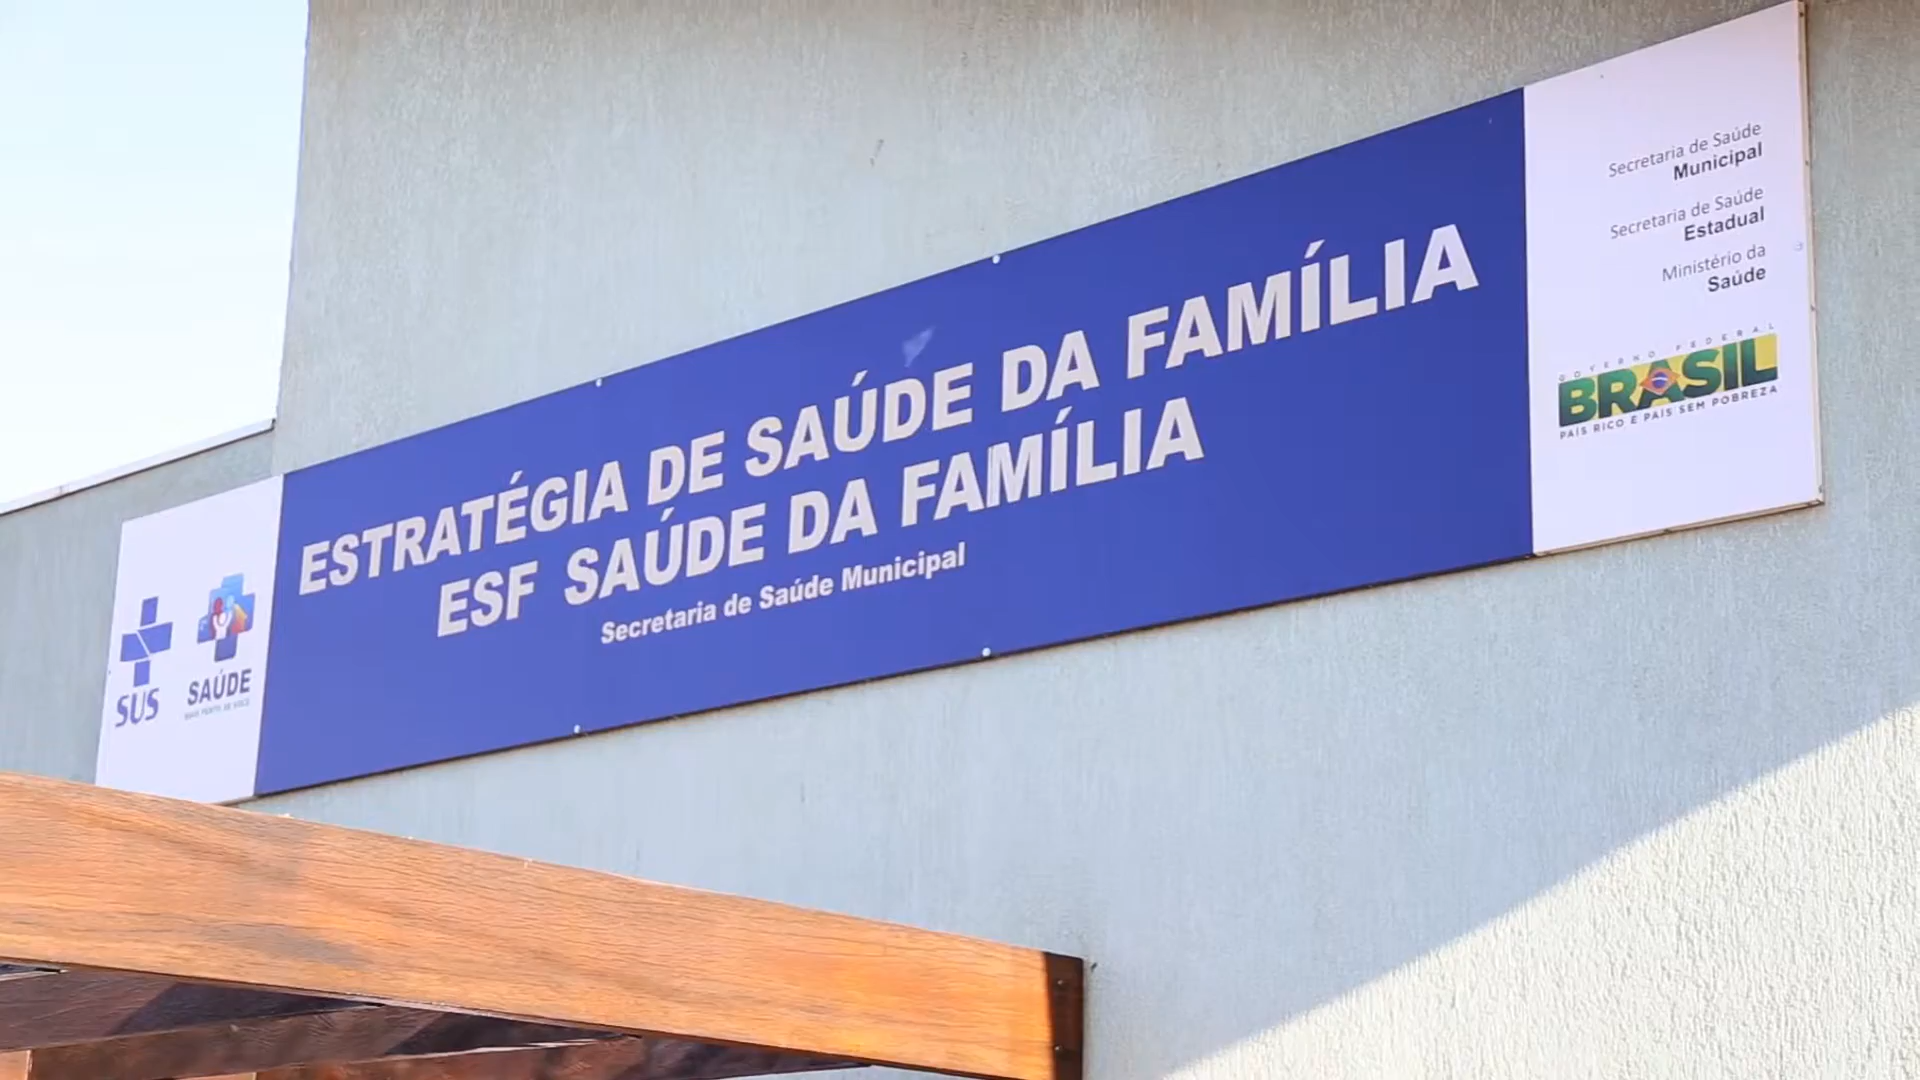 ESTRATÉGIA DE SAÚDE DA FAMÍLIA
ESF SAÚDE DA FAMÍLIA
Secretaria de Saúde Municipal
SUS
SAÚDE
Secretaria de Saúde
Municipal
Secretaria de Saúde
Estadual
Ministério da
Saúde
GOVERNO FEDERAL
BRASIL
PAÍS RICO É PAÍS SEM POBREZA